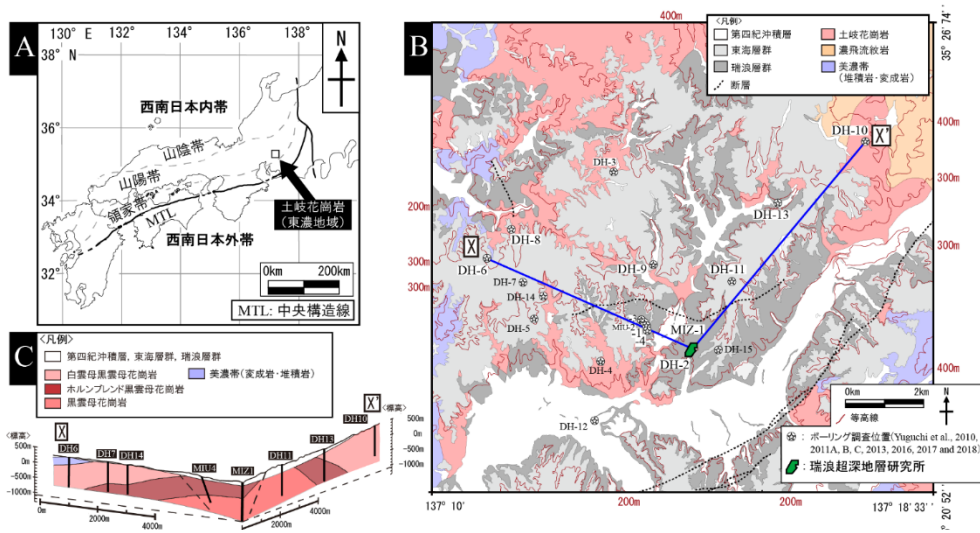 A
130° E 132° 134° 136° 138°
N
36°
34°
32°
N
西南日本内帯
山陰帯
山陽帯
領家帯
MTL
西南日本外帯
土岐花崗岩
(東濃地域)
0km 200km
MTL: 中央構造線
B
400m
<凡例>
第四紀沖積層
東海層群
瑞浪層群
断層
土岐花崗岩
濃飛流紋岩
美濃帯
(堆積岩・変成岩)
35° 26′ 74″
DH-10
X'
400m
300m
DH-3
DH-13
200m
DH-8
X
DH-6
300m
300m
DH-7
DH-14
DH-5
DH-9
DH-11
MIZ-1
MIU-2
-1
-4
DH-15
DH-2
DH-4
400m
DH-12
0km 2km
N
等高線
: ボーリング調査位置(Yuguchi et al., 2010,
2011A, B, C, 2013, 2016, 2017 and 2018)
: 瑞浪超深地層研究所
137° 10′
200m
200m
137° 18′ 33″
35° 20′ 52″
C
<凡例>
第四紀沖積層, 東海層群, 瑞浪層群
白雲母黒雲母花崗岩
ホルンブレンド黒雲母花崗岩
黒雲母花崗岩
美濃帯(変成岩・堆積岩)
<標高>
X
X'
<標高>
500m
0m
-500m
-1000m
DH6
DH7
DH14
MIU4
MIZ1
DH11
DH13
DH10
500m
0m
-500m
-1000m
0m
2000m
4000m
0m
2000m
4000m